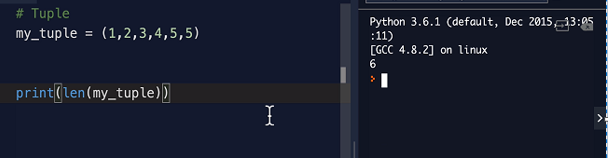 # Tuple
my_tuple = (1,2,3,4,5,5)
print(len(my_tuple))
Python 3.6.1 (default, Dec 2015, 13:05
:11)
[GCC 4.8.2] on linux
6